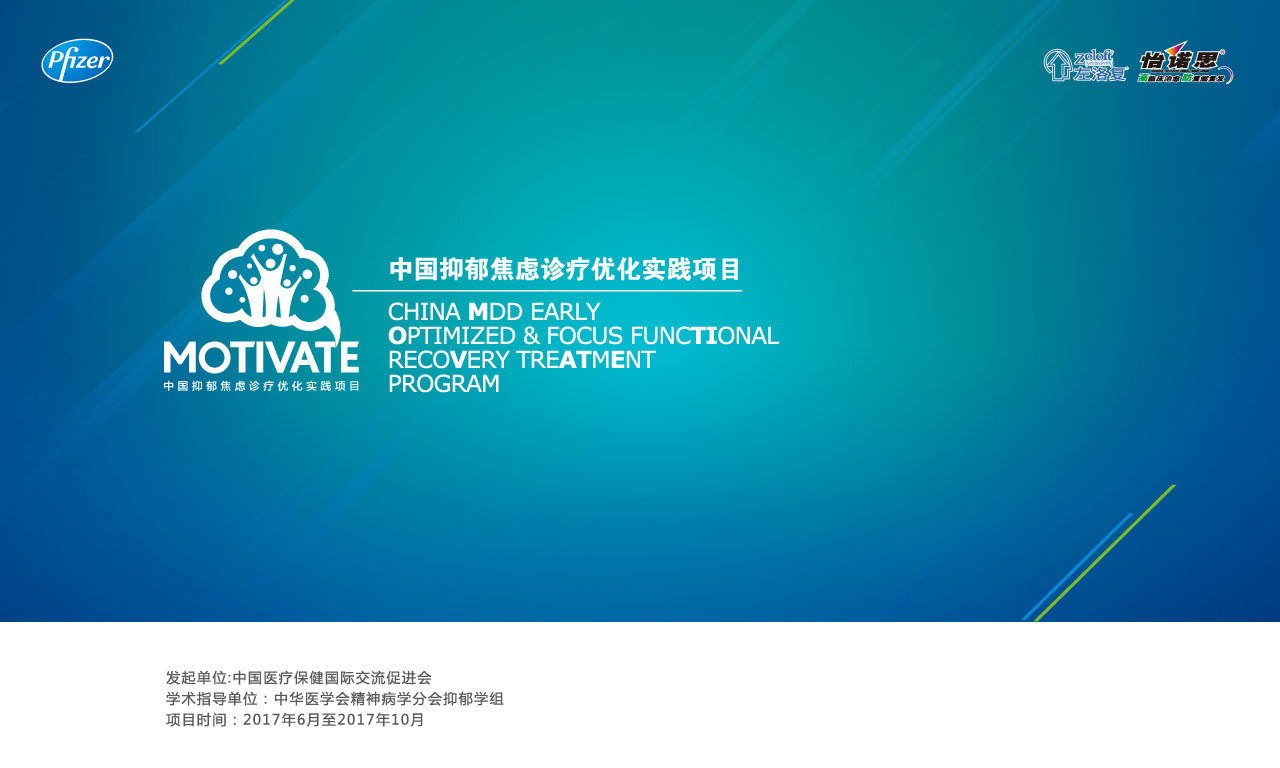 Pfizer
Zoloft
左洛复
怡诺思
中国抑郁焦虑诊疗优化实践项目
CHINA MDD EARLY
OPTIMIZED & FOCUS FUNCTIONAL
RECOVERY TREATMENT
PROGRAM
MOTIVATE
中国抑郁焦虑诊疗优化实践项目
发起单位:中国医疗保健国际交流促进会
学术指导单位：中华医学会精神病学分会抑郁学组
项目时间：2017年6月至2017年10月